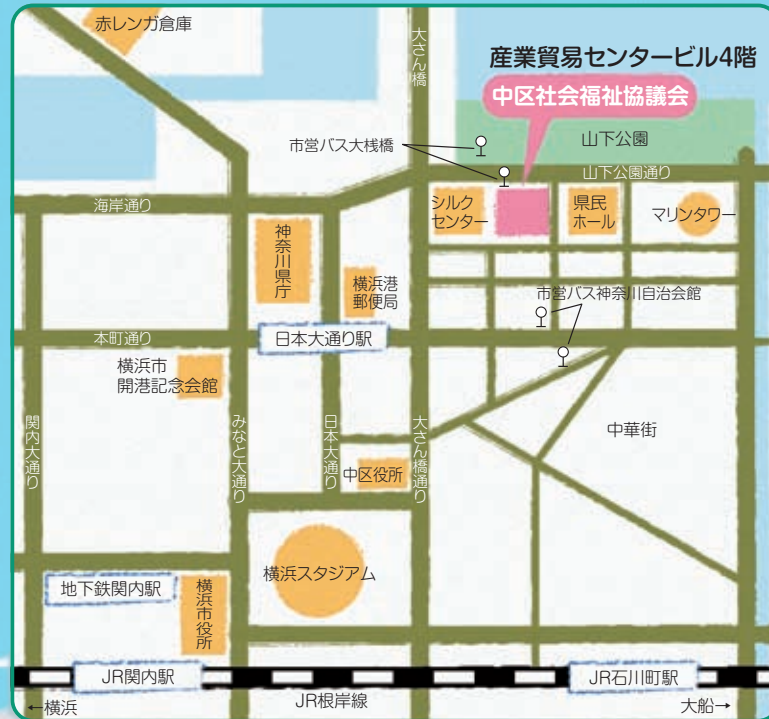 赤レンガ倉庫
大さん橋
産業貿易センタービル4階
中区社会福祉協議会
市営バス大桟橋
山下公園
山下公園通り
海岸通り
シルク
センター
県民
ホール
マリンタワー
神奈川県庁
横浜港
郵便局
市営バス神奈川自治会館
本町通り
日本大通り駅
横浜市
開港記念会館
関内大通り
みなと大通り
日本大通り
大さん橋通り
中華街
中区役所
横浜スタジアム
地下鉄関内駅
横浜市役所
JR関内駅
JR石川町駅
←横浜
JR根岸線
大船→